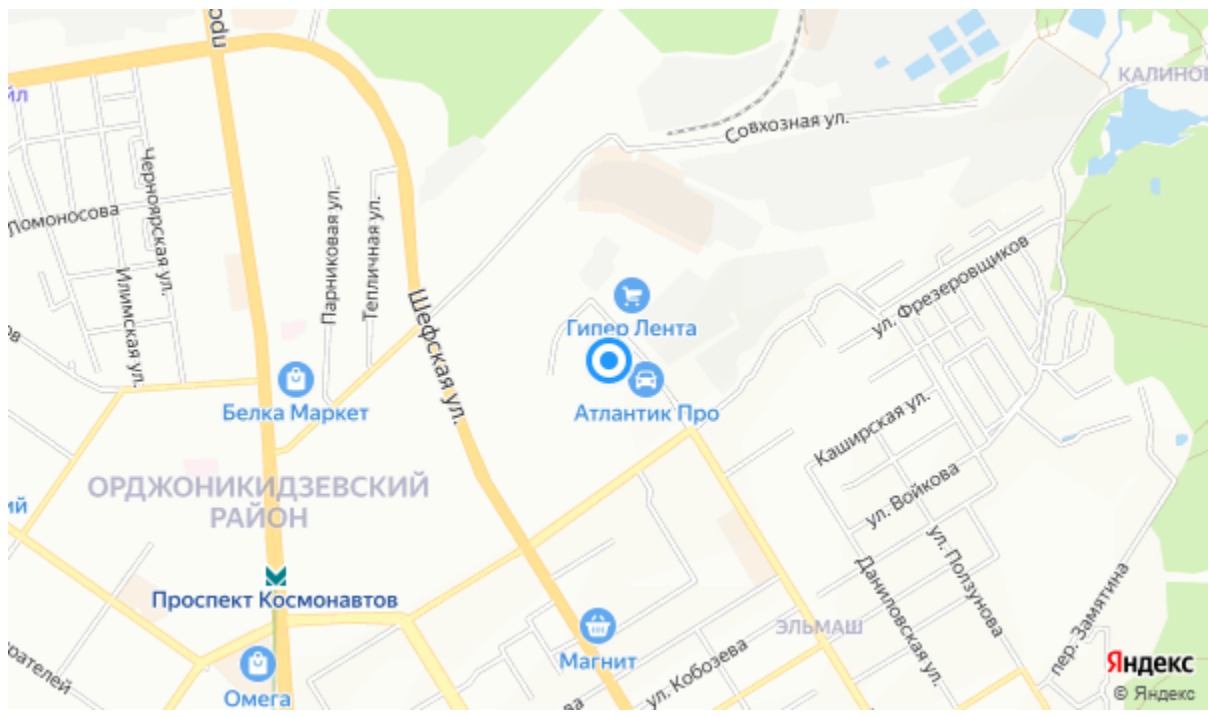 КАЛИНОВ
Совхозная ул.
Черноярская ул.
Ломоносова
Илимская ул.
Парниковая ул.
Тепличная ул.
Шефская ул.
ул. Фрезеровщиков
Гипер Лента
Атлантик Про
Белка Маркет
Каширская ул.
ОРДЖОНИКИДЗЕВСКИЙ
РАЙОН
ул. Войкова
ул. Ползунова
Даниловская ул.
пер. Замятина
Проспект Космонавтов
ЭЛЬМАШ
Магнит
ул. Кобозева
Омега
Яндекс
© Яндекс